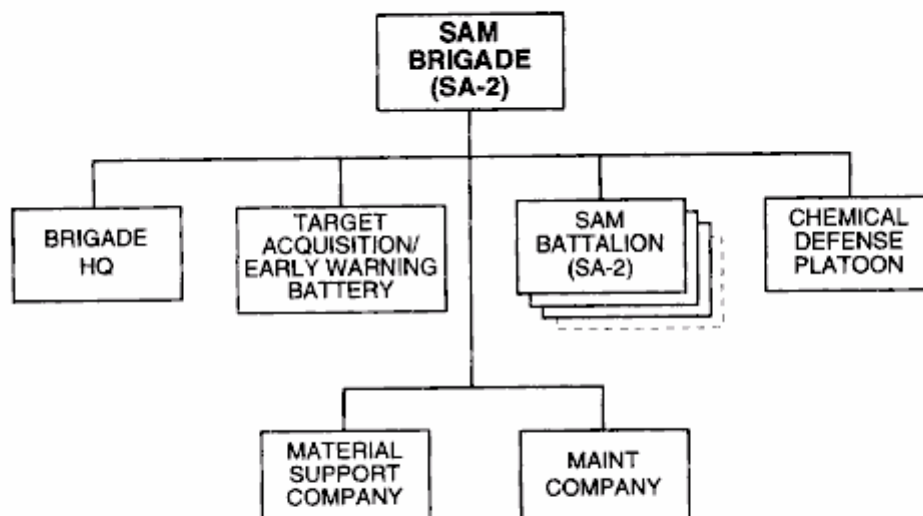 SAM
BRIGADE
(SA-2)
BRIGADE
HQ
TARGET
ACQUISITION/
EARLY WARNING
BATTERY
SAM
BATTALION
(SA-2)
CHEMICAL
DEFENSE
PLATOON
MATERIAL
SUPPORT
COMPANY
MAINT
COMPANY